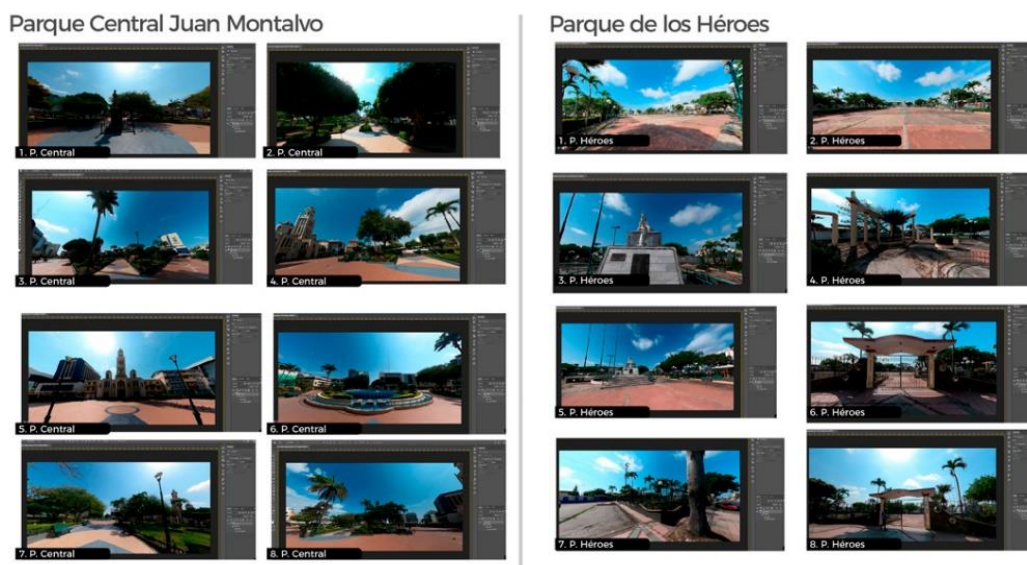 Parque Central Juan Montalvo
1. P. Central
2. P. Central
3. P. Central
4. P. Central
5. P. Central
6. P. Central
7. P. Central
8. P. Central
Parque de los Héroes
1. P. Héroes
2. P. Héroes
3. P. Héroes
4. P. Héroes
5. P. Héroes
6. P. Héroes
7. P. Héroes
8. P. Héroes